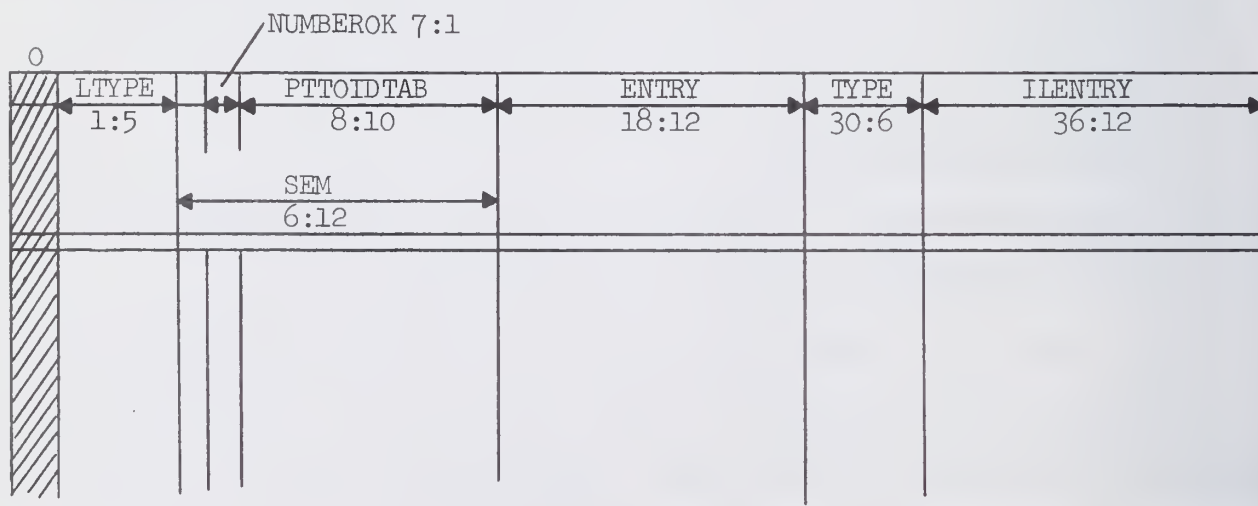 NUMBEROK 7:1
0
LTYPE PTTOIDTAB ENTRY TYPE ILENTRY
1:5 8:10 18:12 30:6 36:12
SEM
6:12